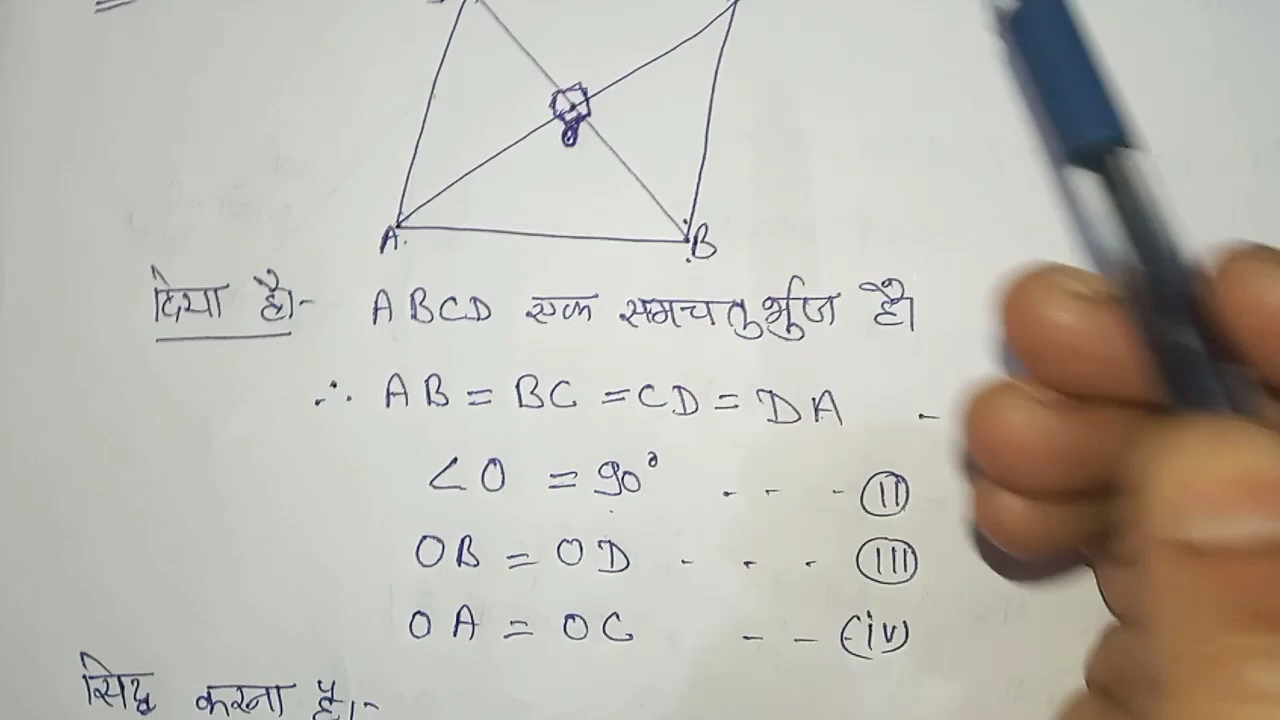 O
A. B
दिया है।- ABCD एक समचतुर्भुज है।
∴ AB = BC = CD = DA -
<O = 90° - - - (II)
OB = OD - - - (III)
OA = OC - - (iv)
सिद्ध करना है।-